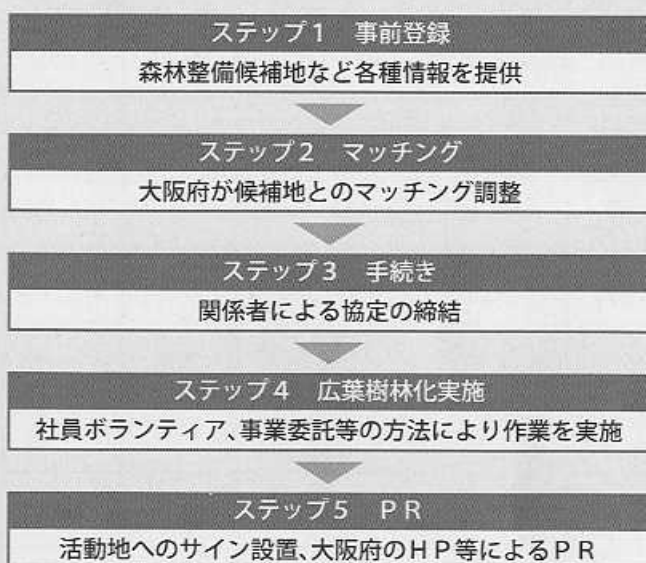 ステップ1　事前登録
森林整備候補地など各種情報を提供
ステップ2　マッチング
大阪府が候補地とのマッチング調整
ステップ3　手続き
関係者による協定の締結
ステップ4　広葉樹林化実施
社員ボランティア、事業委託等の方法により作業を実施
ステップ5　PR
活動地へのサイン設置、大阪府のHP等によるPR